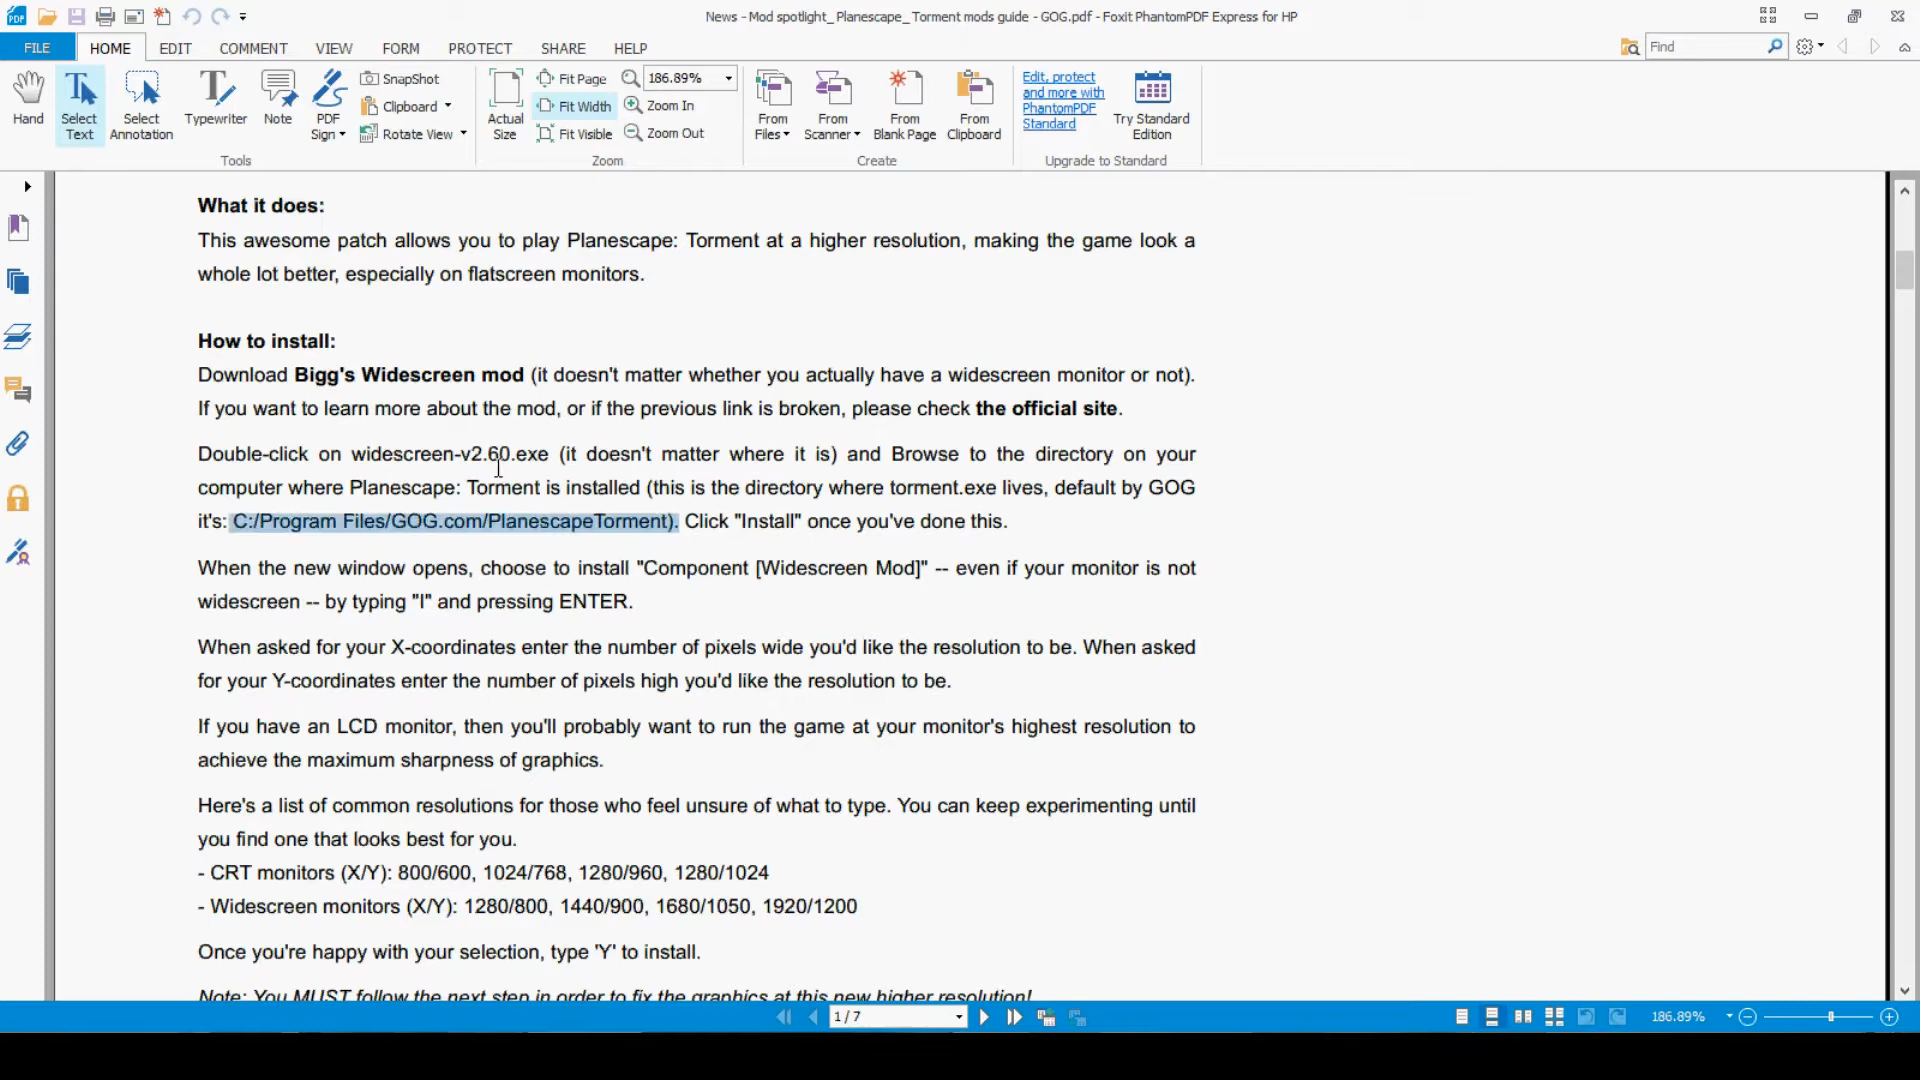 News - Mod spotlight_ Planescape_ Torment mods guide - GOG.pdf - Foxit PhantomPDF Express for HP
FILE HOME EDIT COMMENT VIEW FORM PROTECT SHARE HELP
Find
Hand
Select Text
Select Annotation
Typewriter
Note
PDF Sign
SnapShot
Clipboard
Rotate View
Tools
Actual Size
Fit Page
Fit Width
Fit Visible
186.89%
Zoom In
Zoom Out
Zoom
From Files
From Scanner
From Blank Page
From Clipboard
Create
Edit, protect
and more with
PhantomPDF
Standard
Try Standard Edition
Upgrade to Standard
What it does:
This awesome patch allows you to play Planescape: Torment at a higher resolution, making the game look a
whole lot better, especially on flatscreen monitors.
How to install:
Download Bigg's Widescreen mod (it doesn't matter whether you actually have a widescreen monitor or not).
If you want to learn more about the mod, or if the previous link is broken, please check the official site.
Double-click on widescreen-v2.60.exe (it doesn't matter where it is) and Browse to the directory on your
computer where Planescape: Torment is installed (this is the directory where torment.exe lives, default by GOG
it's: C:/Program Files/GOG.com/PlanescapeTorment). Click "Install" once you've done this.
When the new window opens, choose to install "Component [Widescreen Mod]" -- even if your monitor is not
widescreen -- by typing "I" and pressing ENTER.
When asked for your X-coordinates enter the number of pixels wide you'd like the resolution to be. When asked
for your Y-coordinates enter the number of pixels high you'd like the resolution to be.
If you have an LCD monitor, then you'll probably want to run the game at your monitor's highest resolution to
achieve the maximum sharpness of graphics.
Here's a list of common resolutions for those who feel unsure of what to type. You can keep experimenting until
you find one that looks best for you.
- CRT monitors (X/Y): 800/600, 1024/768, 1280/960, 1280/1024
- Widescreen monitors (X/Y): 1280/800, 1440/900, 1680/1050, 1920/1200
Once you're happy with your selection, type 'Y' to install.
Note: You MUST follow the next step in order to fix the graphics at this new higher resolution!
1 / 7
186.89%